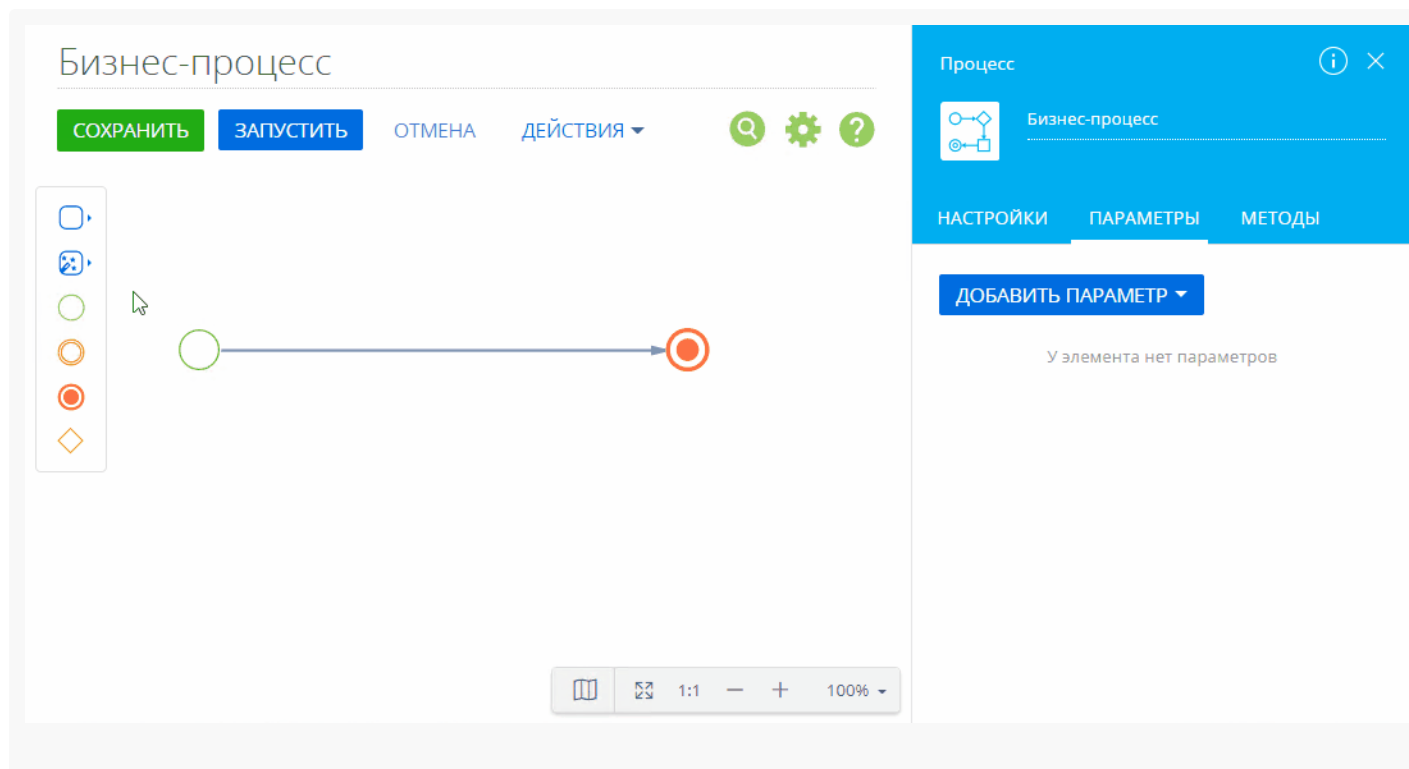 Бизнес-процесс
СОХРАНИТЬ ЗАПУСТИТЬ ОТМЕНА ДЕЙСТВИЯ
Процесс
Бизнес-процесс
НАСТРОЙКИ ПАРАМЕТРЫ МЕТОДЫ
ДОБАВИТЬ ПАРАМЕТР
У элемента нет параметров
1:1 100%